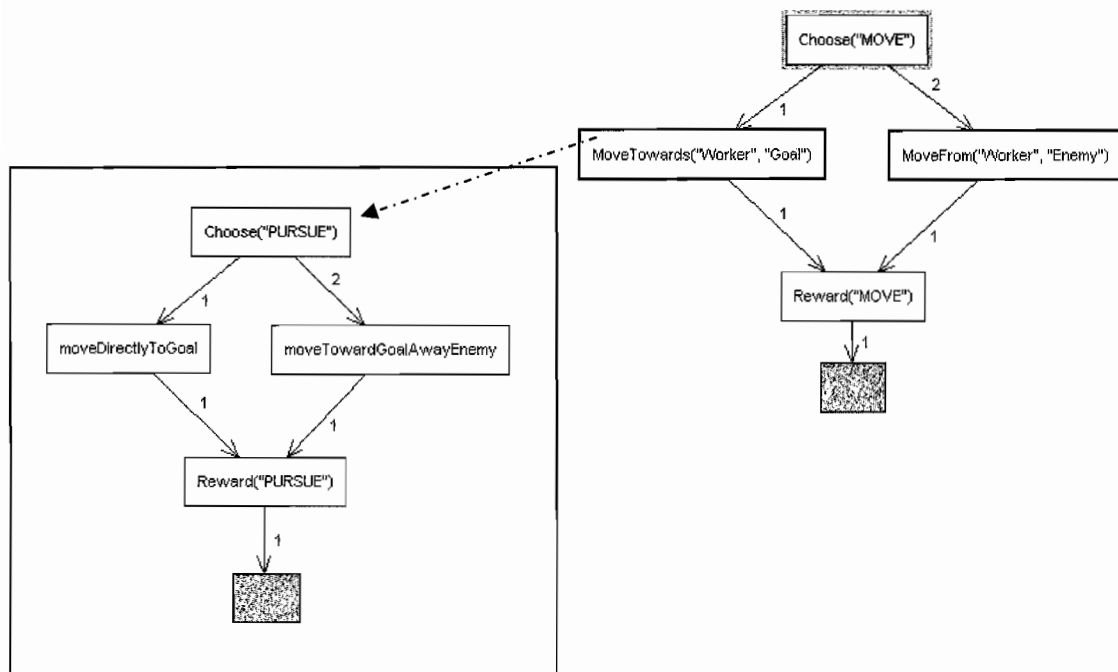 Choose("MOVE")
1
2
MoveTowards("Worker", "Goal")
MoveFrom("Worker", "Enemy")
1
1
Reward("MOVE")
1
Choose("PURSUE")
1
2
moveDirectlyToGoal
moveTowardGoalAwayEnemy
1
1
Reward("PURSUE")
1